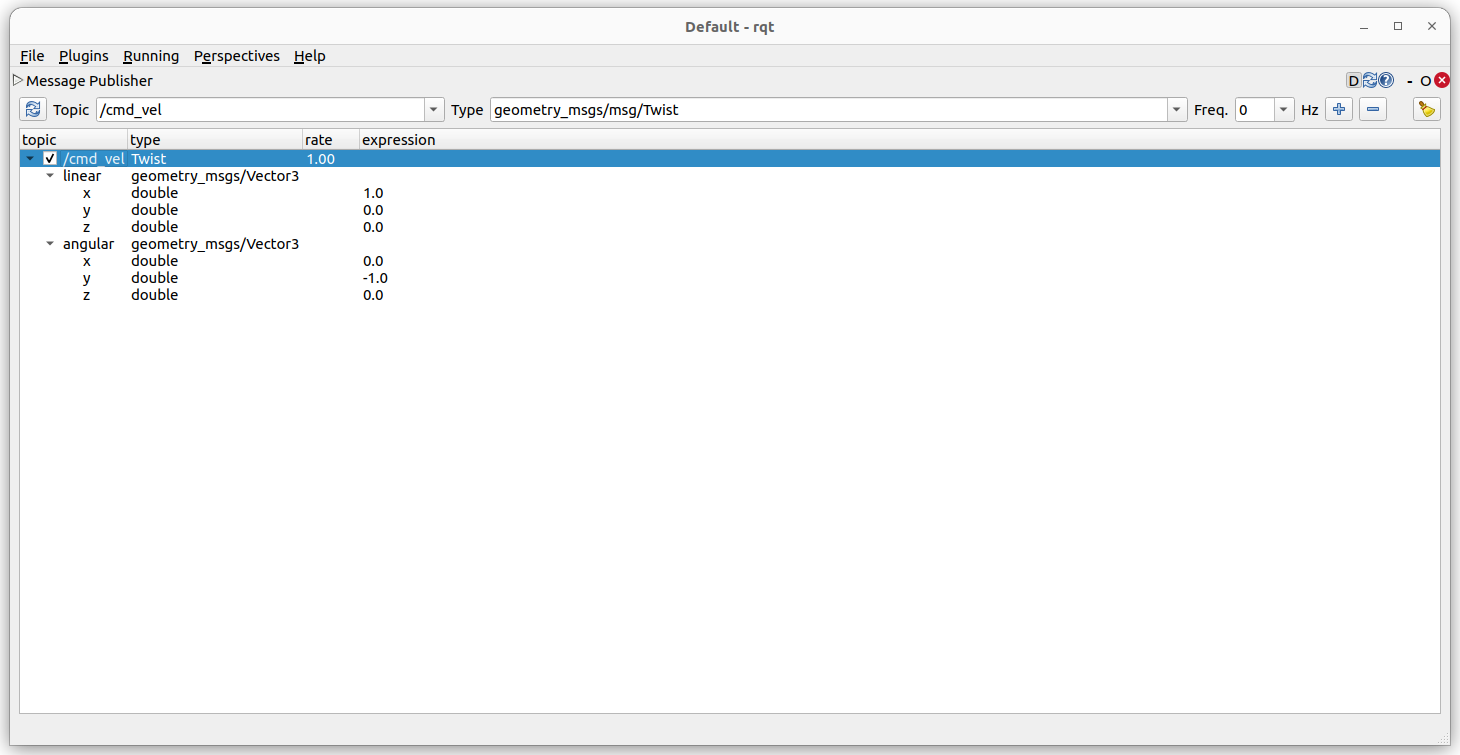 Default - rqt
File Plugins Running Perspectives Help
Message Publisher D ? - O
Topic /cmd_vel Type geometry_msgs/msg/Twist Freq. 0 Hz
topic type rate expression
/cmd_vel Twist 1.00
linear geometry_msgs/Vector3
x double 1.0
y double 0.0
z double 0.0
angular geometry_msgs/Vector3
x double 0.0
y double -1.0
z double 0.0